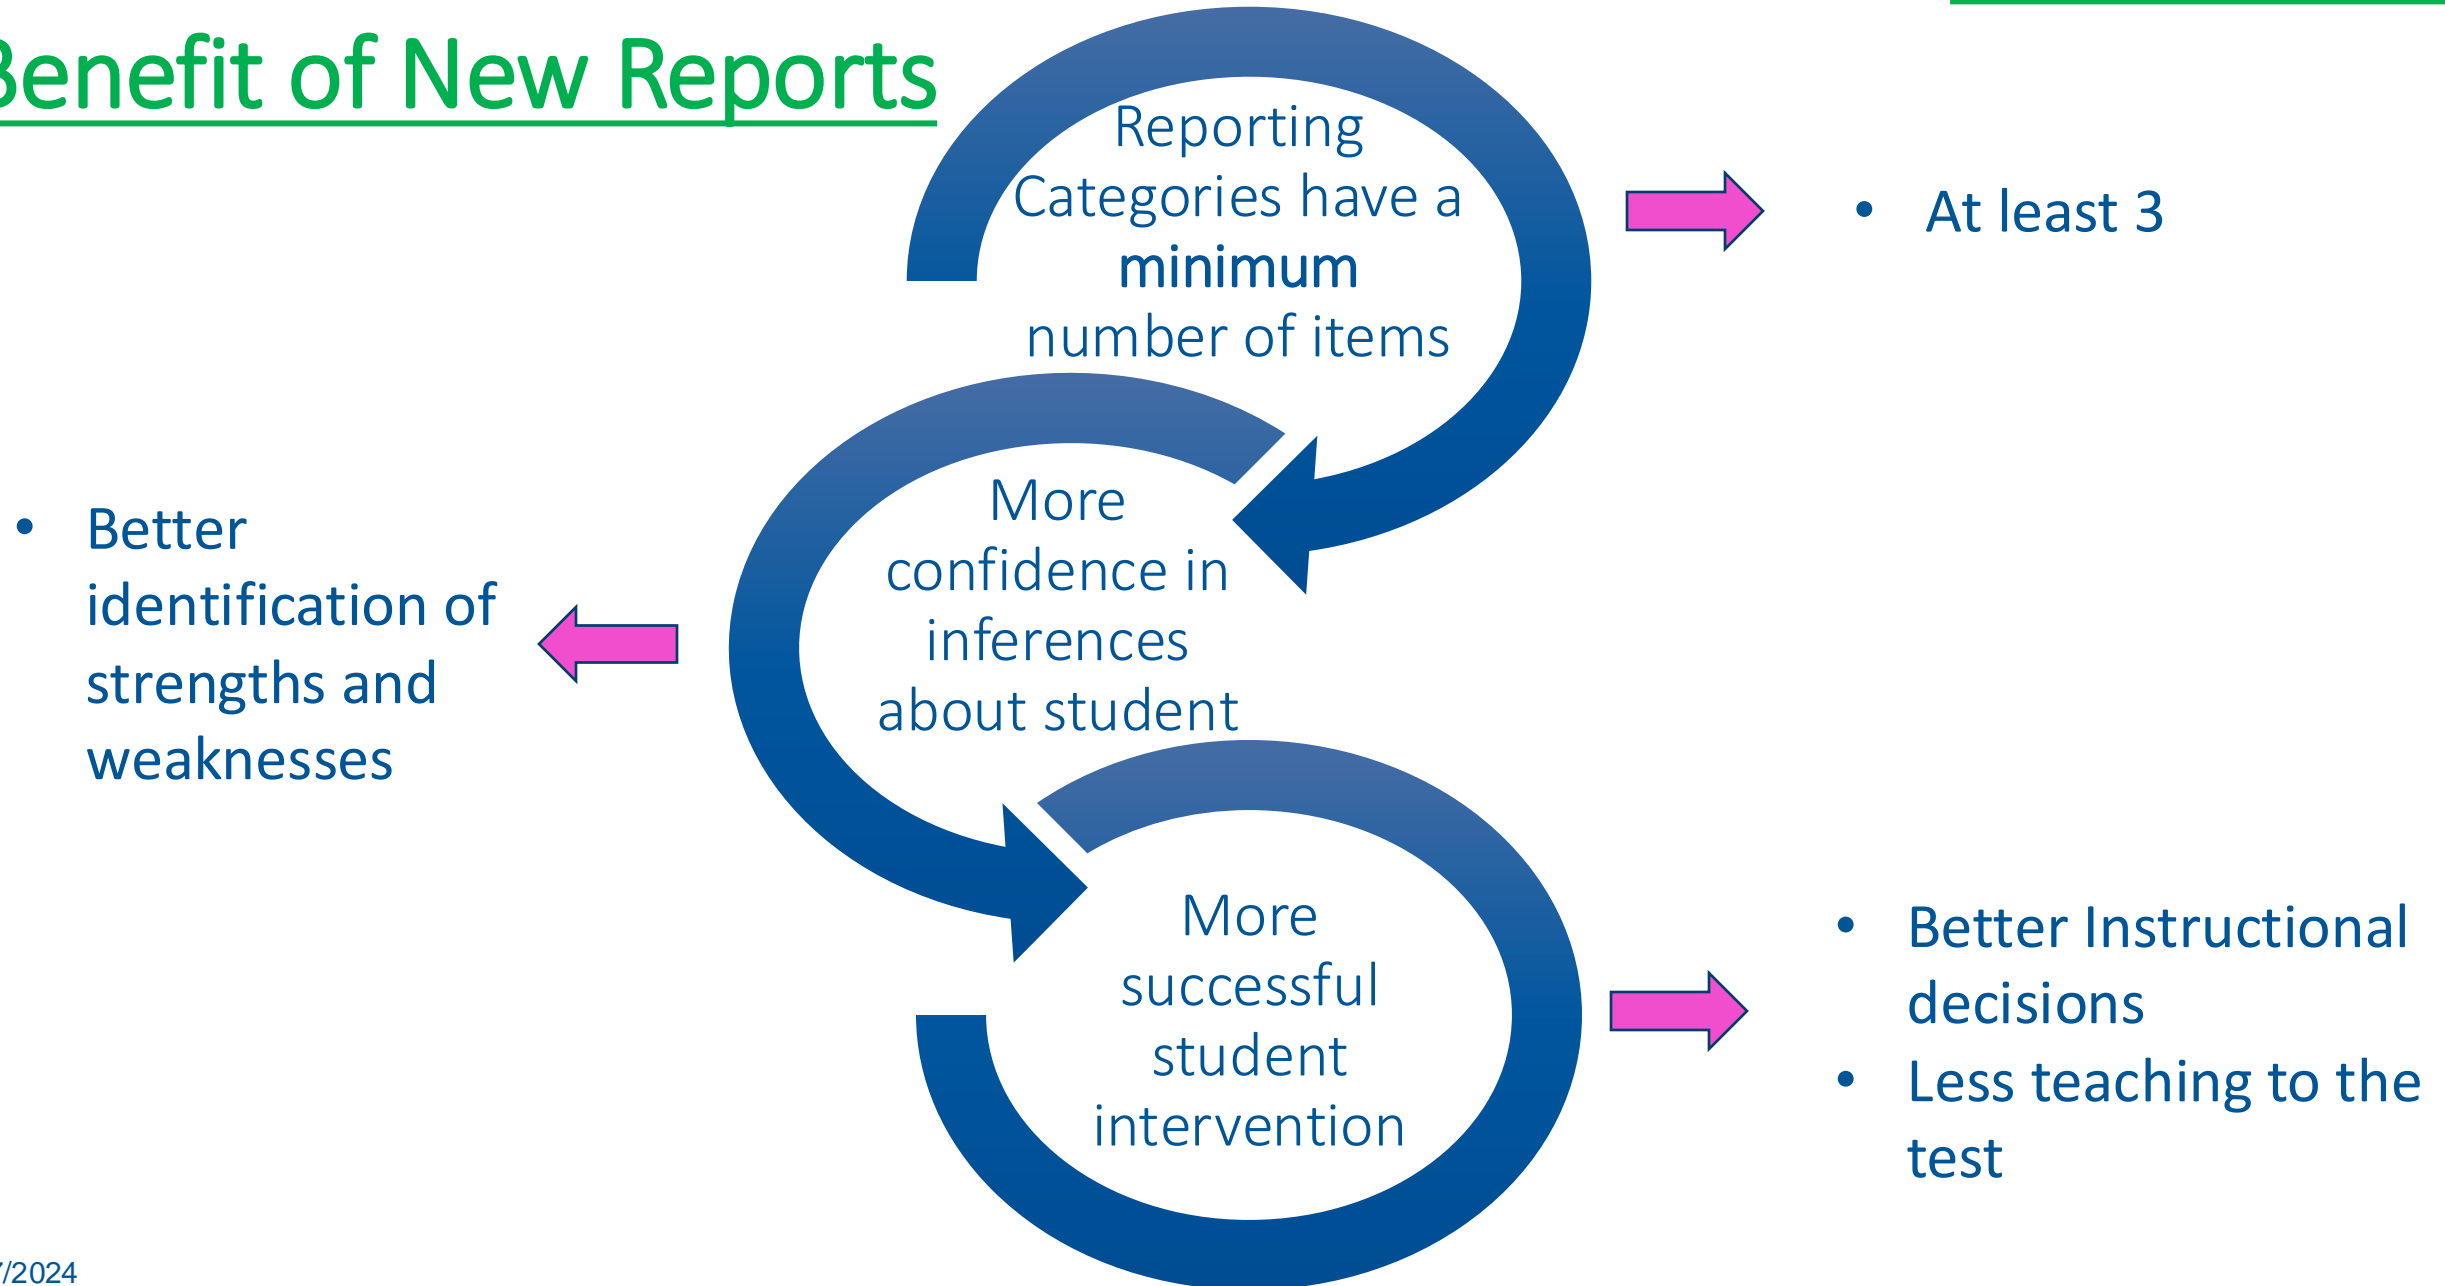 Benefit of New Reports
Reporting
Categories have a
minimum
number of items
• At least 3
More
confidence in
inferences
about student
• Better
identification of
strengths and
weaknesses
More
successful
student
intervention
• Better Instructional
decisions
• Less teaching to the
test
/2024